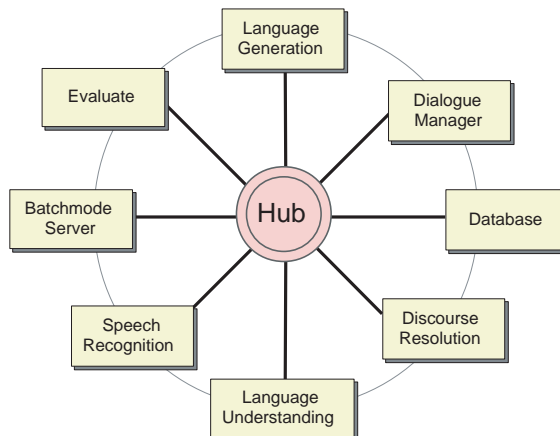 Language
Generation
Evaluate
Dialogue
Manager
Batchmode
Server
Hub
Database
Speech
Recognition
Discourse
Resolution
Language
Understanding